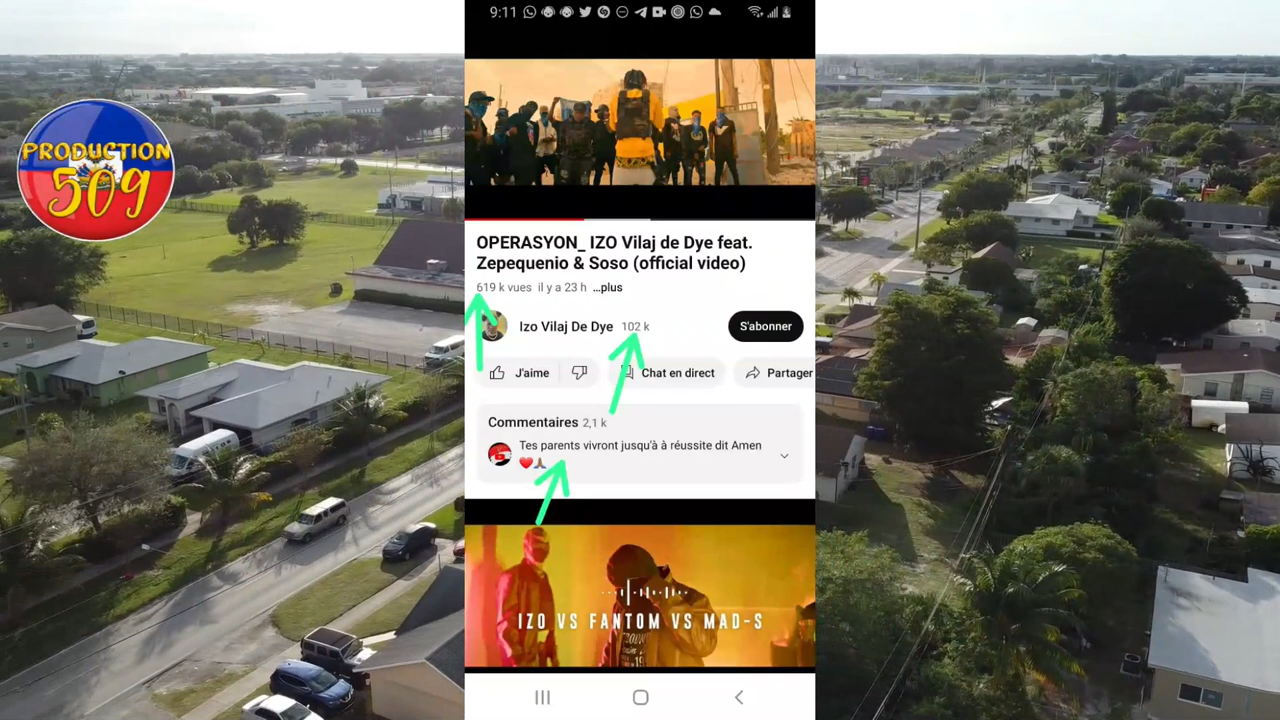 PRODUCTION
509
9:11
OPERASYON_ IZO Vilaj de Dye feat.
Zepequenio & Soso (official video)
619 k vues il y a 23 h ...plus
Izo Vilaj De Dye 102 k
S'abonner
J'aime
Chat en direct
Partager
Commentaires 2,1 k
Tes parents vivront jusqu'à à réussite dit Amen
❤️🙏🏾
IZO VS FANTOM VS MAD-S